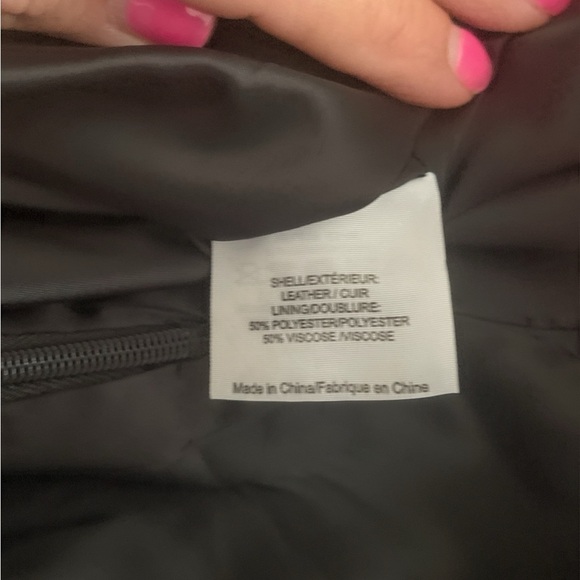 SHELL/EXTÉRIEUR:
LEATHER / CUIR
LINING/DOUBLURE:
50% POLYESTER/POLYESTER
50% VISCOSE /VISCOSE
Made in China/Fabrique en Chine